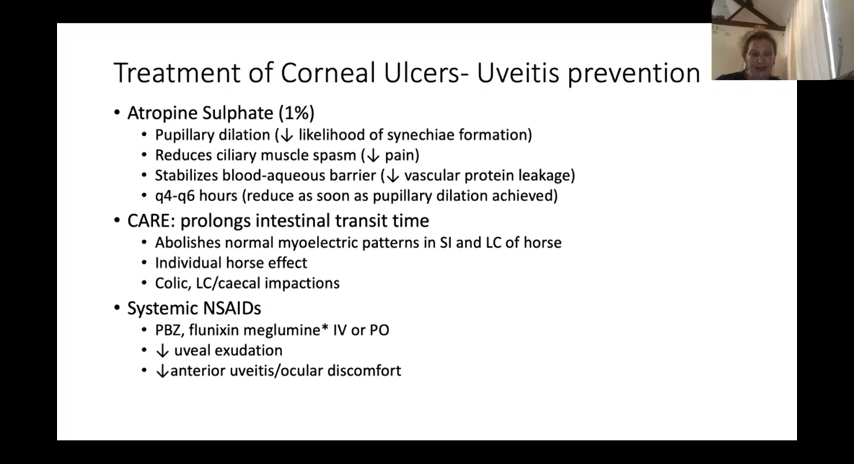 Treatment of Corneal Ulcers- Uveitis prevention
• Atropine Sulphate (1%)
• Pupillary dilation (↓ likelihood of synechiae formation)
• Reduces ciliary muscle spasm (↓ pain)
• Stabilizes blood-aqueous barrier (↓ vascular protein leakage)
• q4-q6 hours (reduce as soon as pupillary dilation achieved)
• CARE: prolongs intestinal transit time
• Abolishes normal myoelectric patterns in SI and LC of horse
• Individual horse effect
• Colic, LC/caecal impactions
• Systemic NSAIDs
• PBZ, flunixin meglumine* IV or PO
• ↓ uveal exudation
• ↓anterior uveitis/ocular discomfort